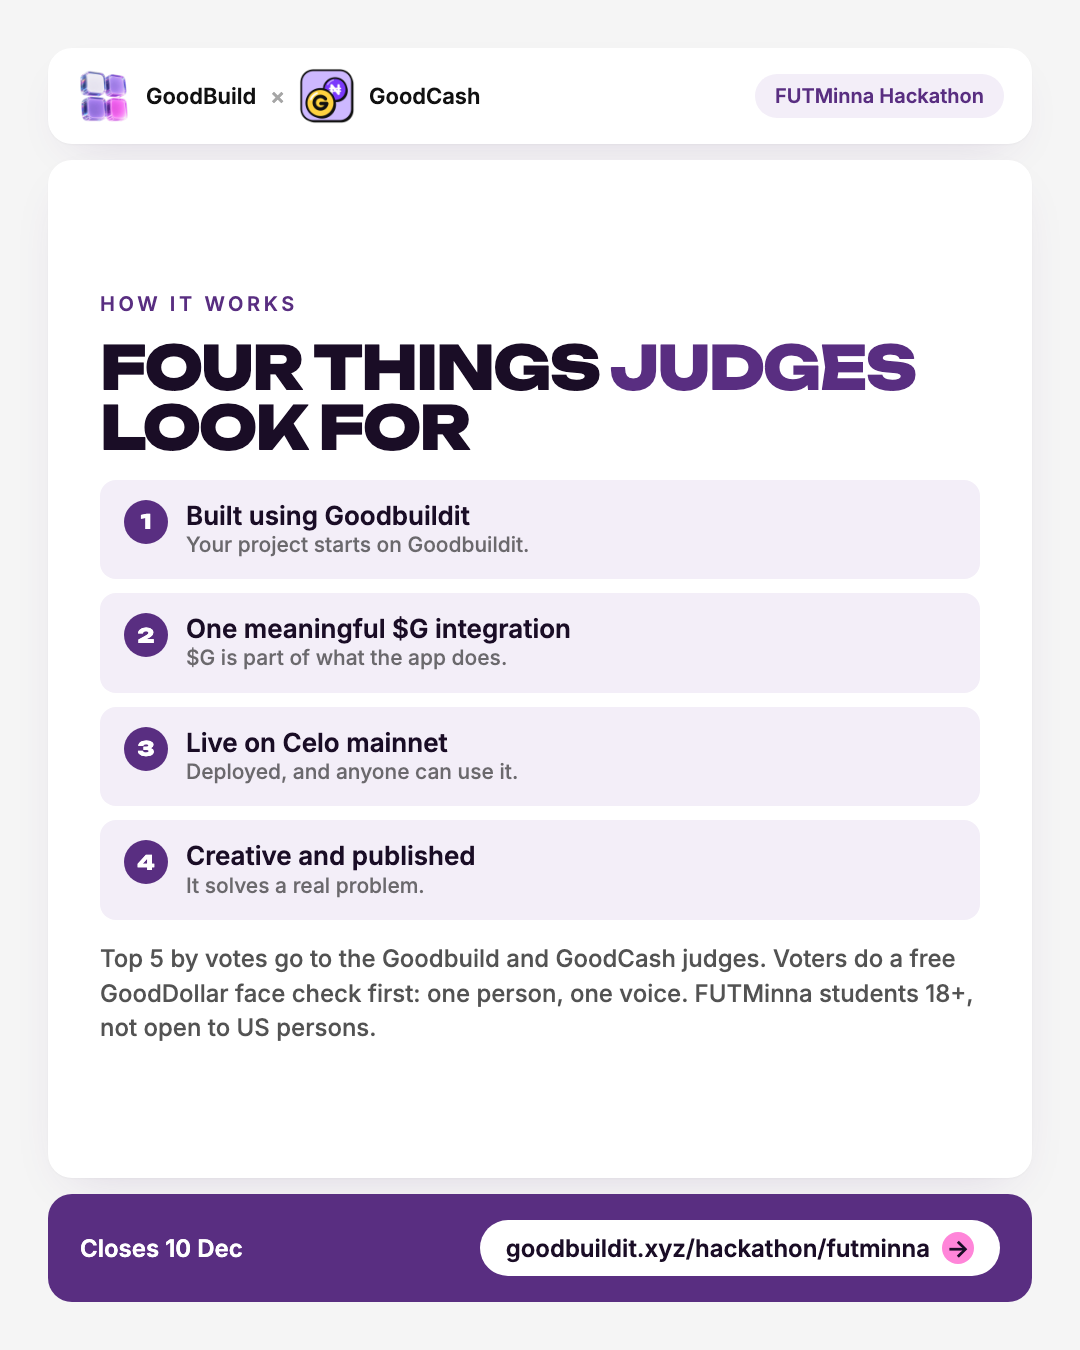 GoodBuild × GoodCash
FUTMinna Hackathon
HOW IT WORKS
FOUR THINGS JUDGES
LOOK FOR
1 Built using Goodbuildit
Your project starts on Goodbuildit.
2 One meaningful $G integration
$G is part of what the app does.
3 Live on Celo mainnet
Deployed, and anyone can use it.
4 Creative and published
It solves a real problem.
Top 5 by votes go to the Goodbuild and GoodCash judges. Voters do a free
GoodDollar face check first: one person, one voice. FUTMinna students 18+,
not open to US persons.
Closes 10 Dec
goodbuildit.xyz/hackathon/futminna →